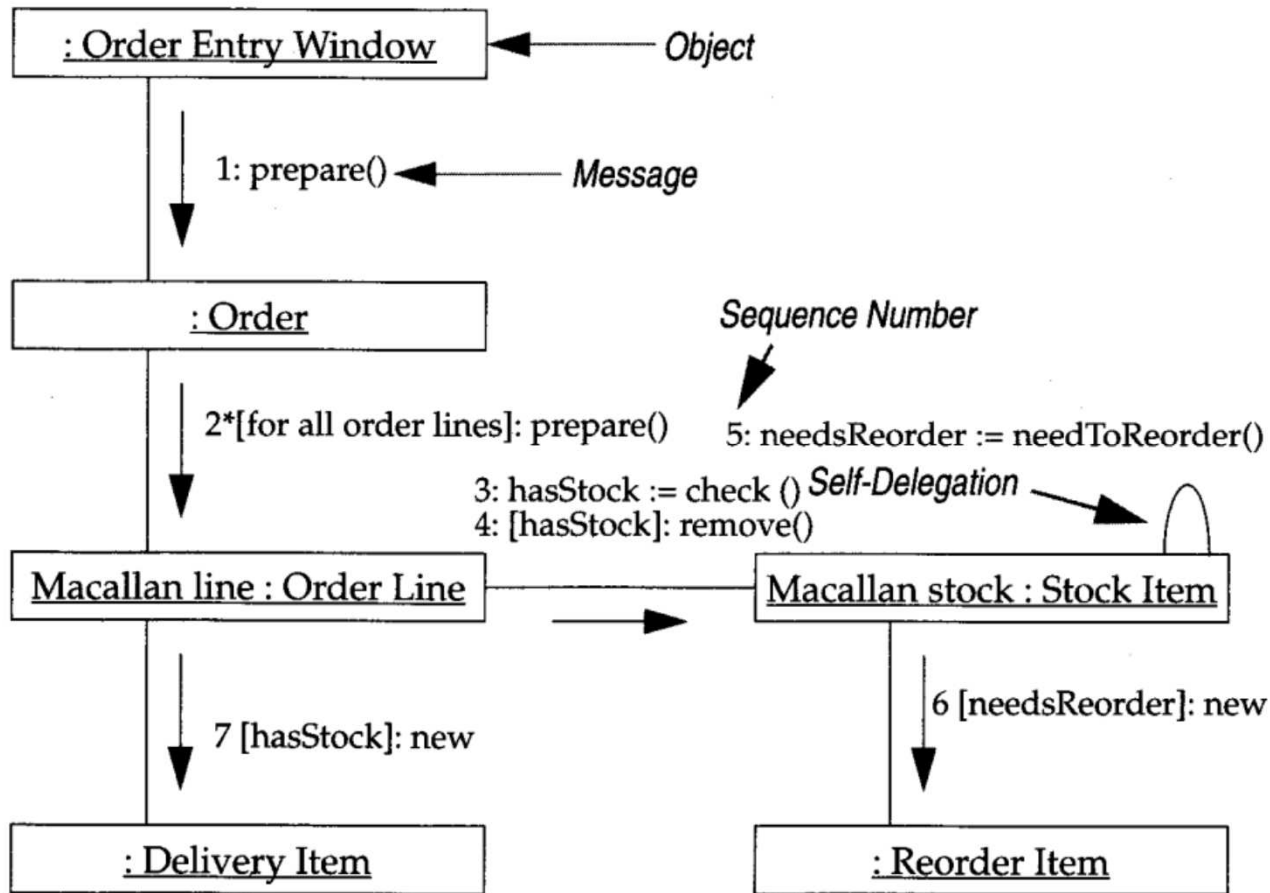 : Order Entry Window
Object
1: prepare()
Message
: Order
Sequence Number
2*[for all order lines]: prepare()
5: needsReorder := needToReorder()
3: hasStock := check ()
Self-Delegation
4: [hasStock]: remove()
Macallan line : Order Line
Macallan stock : Stock Item
7 [hasStock]: new
6 [needsReorder]: new
: Delivery Item
: Reorder Item